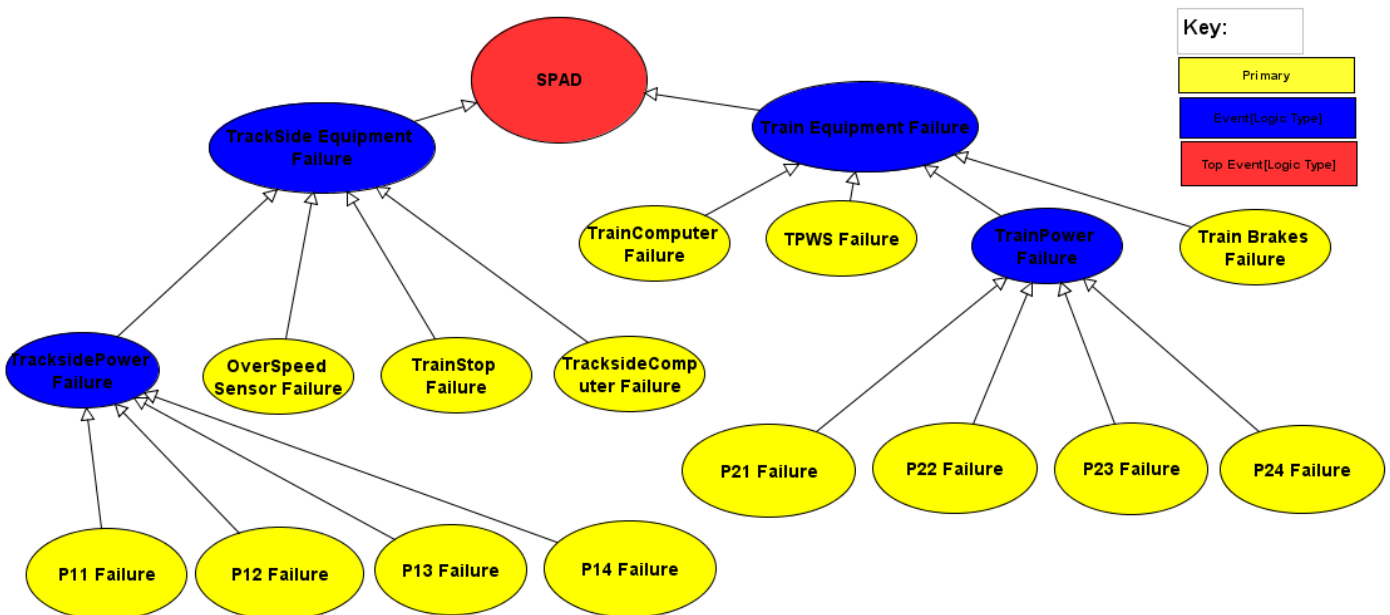 Key:
SPAD
Primary
Event[Logic Type]
Top Event[Logic Type]
TrackSide Equipment
Failure
Train Equipment Failure
TrainComputer
Failure
TPWS Failure
TrainPower
Failure
Train Brakes
Failure
TracksidePower
Failure
OverSpeed
Sensor Failure
TrainStop
Failure
TracksideComp
uter Failure
P21 Failure
P22 Failure
P23 Failure
P24 Failure
P11 Failure
P12 Failure
P13 Failure
P14 Failure